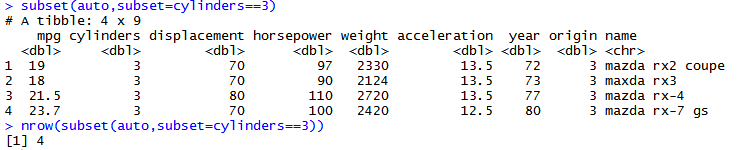 > subset(auto,subset=cylinders==3)
# A tibble: 4 x 9
    mpg cylinders displacement horsepower weight acceleration  year origin name
  <dbl>     <dbl>        <dbl>      <dbl>  <dbl>        <dbl> <dbl>  <dbl> <chr>
1  19           3           70         97   2330         13.5    72      3 mazda rx2 coupe
2  18           3           70         90   2124         13.5    73      3 maxda rx3
3  21.5         3           80        110   2720         13.5    77      3 mazda rx-4
4  23.7         3           70        100   2420         12.5    80      3 mazda rx-7 gs
> nrow(subset(auto,subset=cylinders==3))
[1] 4